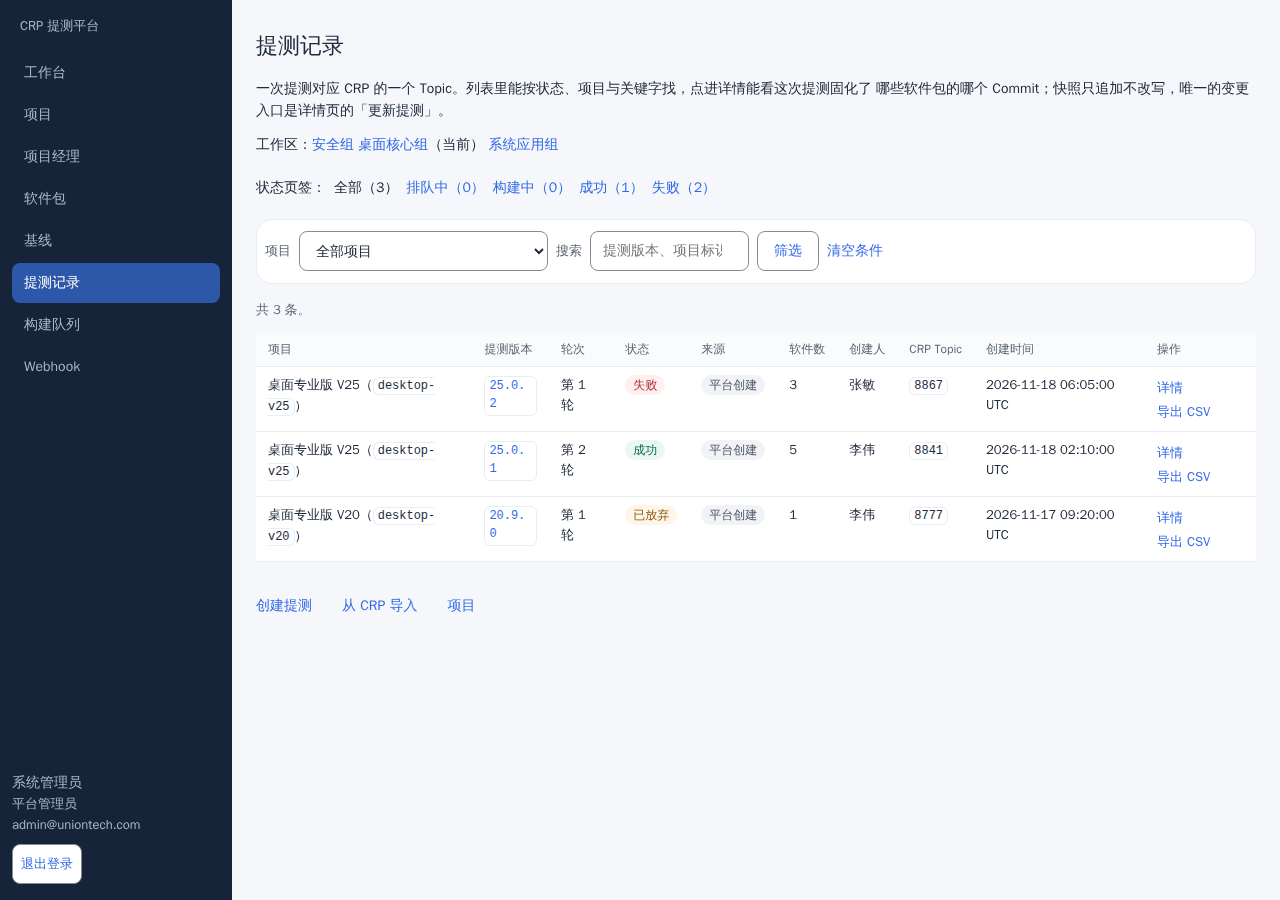 CRP 提测平台
工作台
项目
项目经理
软件包
基线
提测记录
构建队列
Webhook
系统管理员
平台管理员
admin@uniontech.com
退出登录
提测记录
一次提测对应 CRP 的一个 Topic。列表里能按状态、项目与关键字找，点进详情能看这次提测固化了 哪些软件包的哪个 Commit；快照只追加不改写，唯一的变更
入口是详情页的「更新提测」。
工作区：安全组 桌面核心组（当前） 系统应用组
状态页签： 全部（3） 排队中（0） 构建中（0） 成功（1） 失败（2）
项目 全部项目 搜索 提测版本、项目标识 筛选 清空条件
共 3 条。
项目 提测版本 轮次 状态 来源 软件数 创建人 CRP Topic 创建时间 操作
桌面专业版 V25（desktop- 25.0. 第 1 失败 平台创建 3 张敏 8867 2026-11-18 06:05:00 详情
v25） 2 轮 UTC 导出 CSV
桌面专业版 V25（desktop- 25.0. 第 2 成功 平台创建 5 李伟 8841 2026-11-18 02:10:00 详情
v25） 1 轮 UTC 导出 CSV
桌面专业版 V20（desktop- 20.9. 第 1 已放弃 平台创建 1 李伟 8777 2026-11-17 09:20:00 详情
v20） 0 轮 UTC 导出 CSV
创建提测 从 CRP 导入 项目